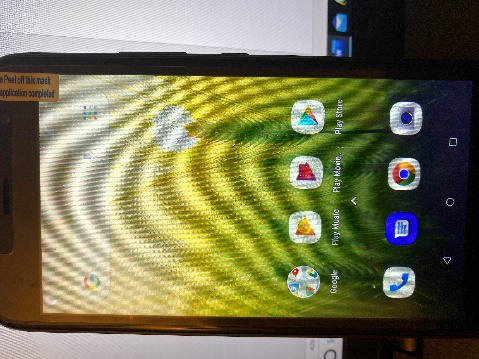 Peel off this mask
application completed
Play Store
Play Movie...
Play Music
Google